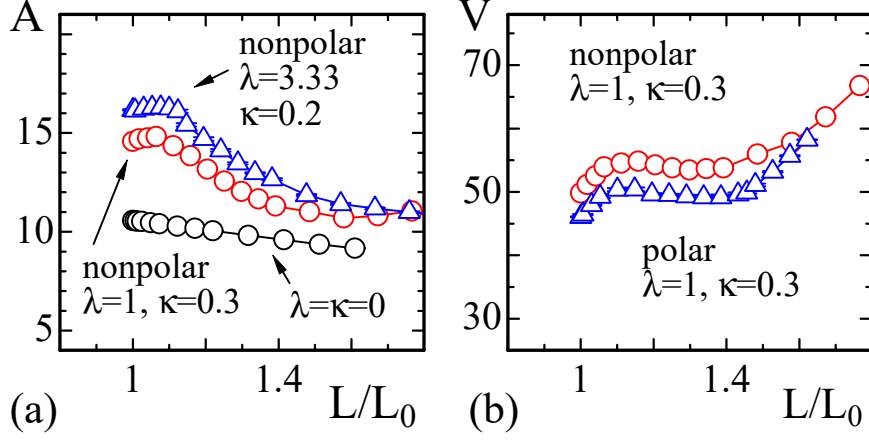 A
15
10
5
nonpolar
λ=3.33
κ=0.2
nonpolar
λ=1, κ=0.3
λ=κ=0
1
1.4
L/L0
(a)
V
70
50
30
nonpolar
λ=1, κ=0.3
polar
λ=1, κ=0.3
1
1.4
L/L0
(b)